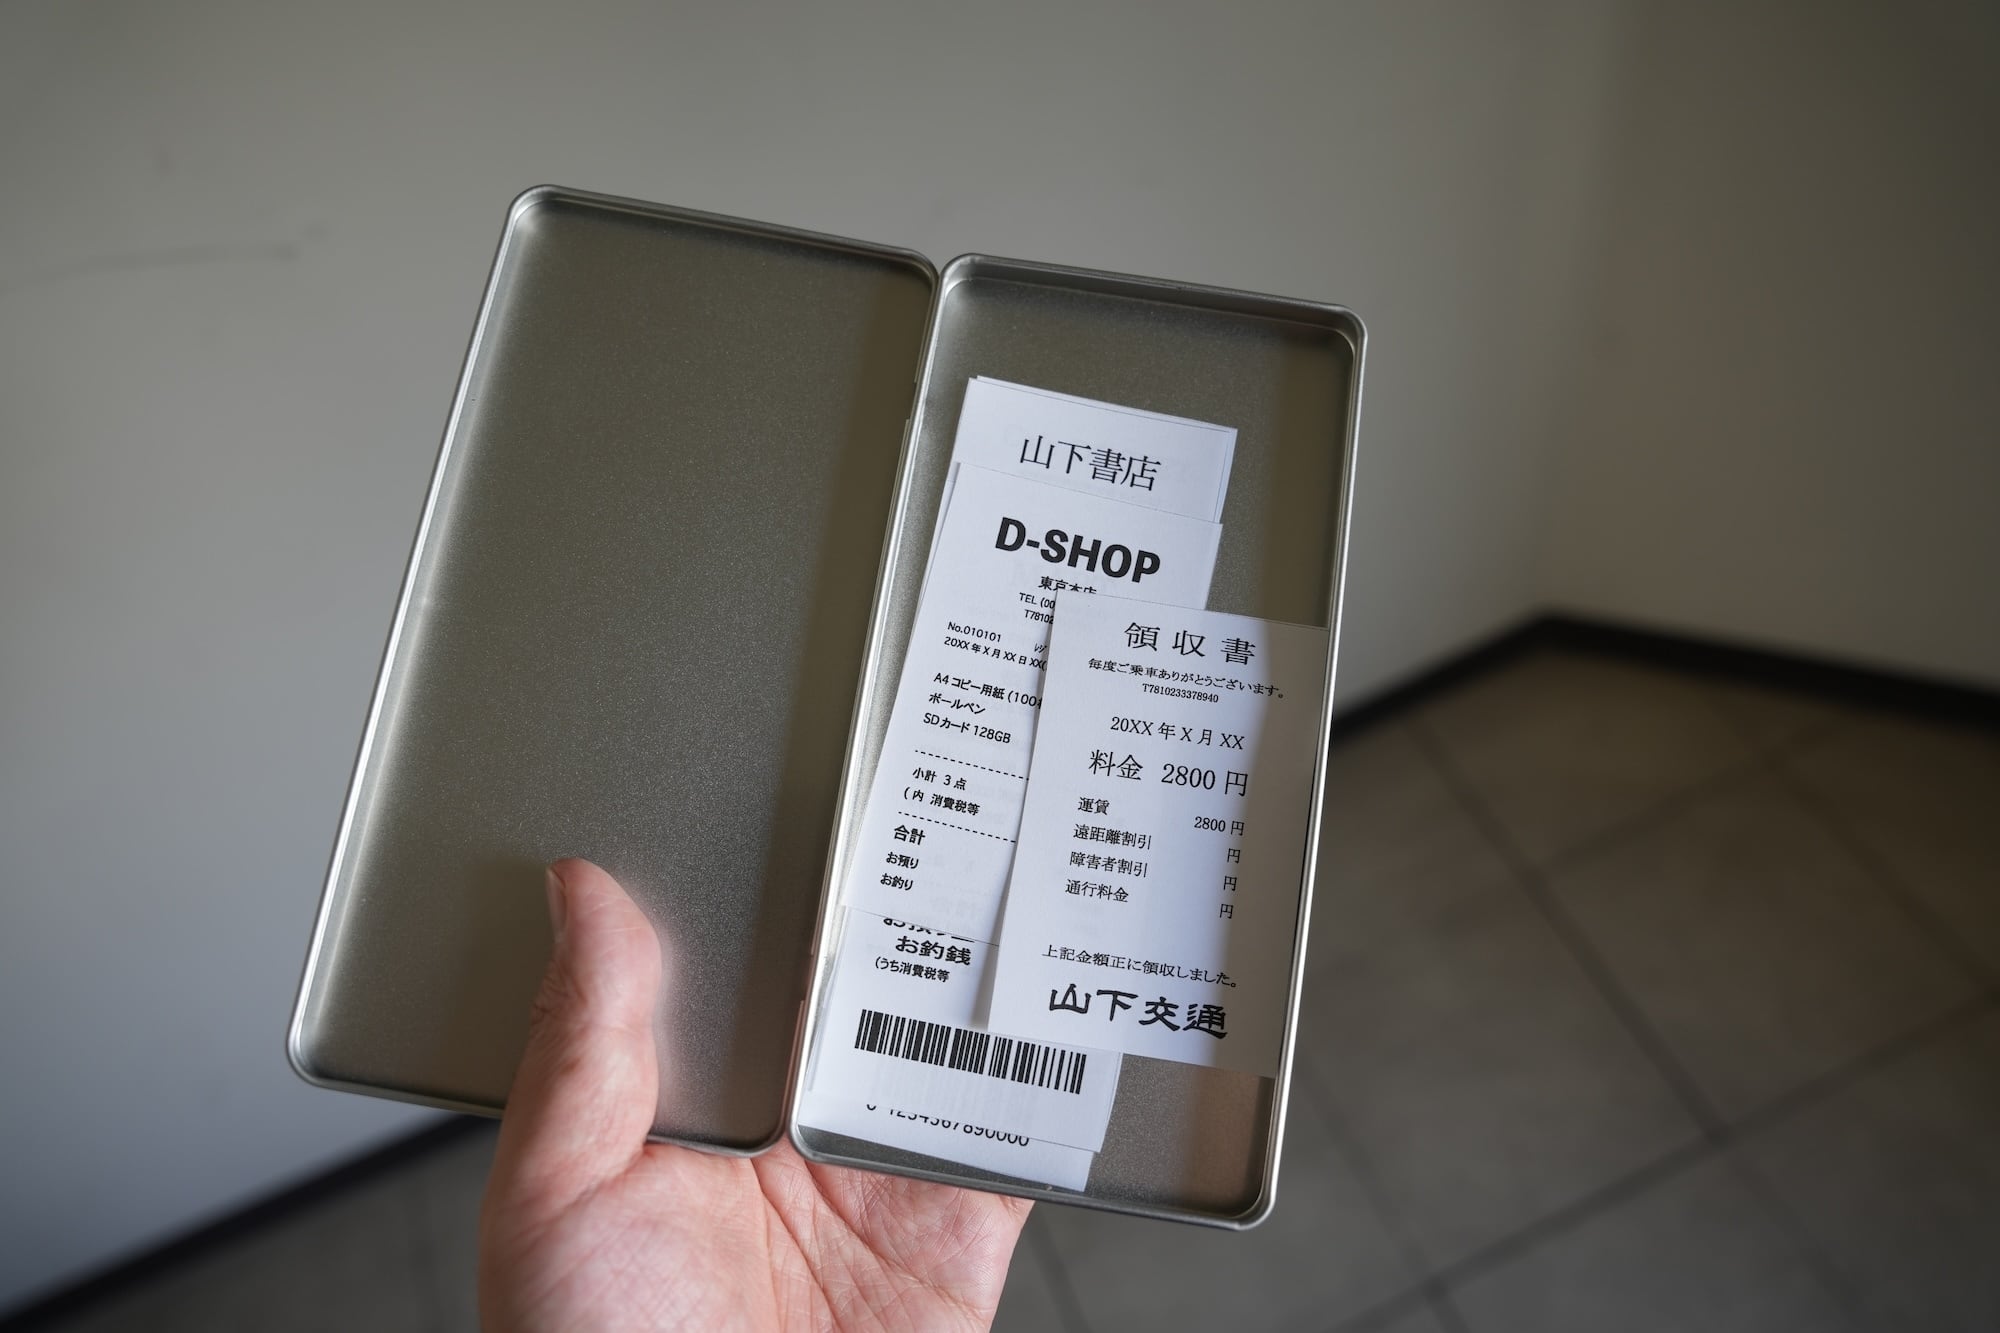 山下書店
D-SHOP
東京本店
TEL (00
T7810
No.010101 ﾚｼﾞ
20XX 年 X 月 XX 日 XX(
A4 コピー用紙 (100
ボールペン
SDカード 128GB
小計 3 点
( 内 消費税等
合計
お預り
お釣り
お釣銭
(うち消費税等
0 1234567890000
領収書
毎度ご乗車ありがとうございます。
T7810233378940
20XX 年 X 月 XX
料金 2800 円
運賃 2800 円
遠距離割引 円
障害者割引 円
通行料金 円
上記金額正に領収しました。
山下交通